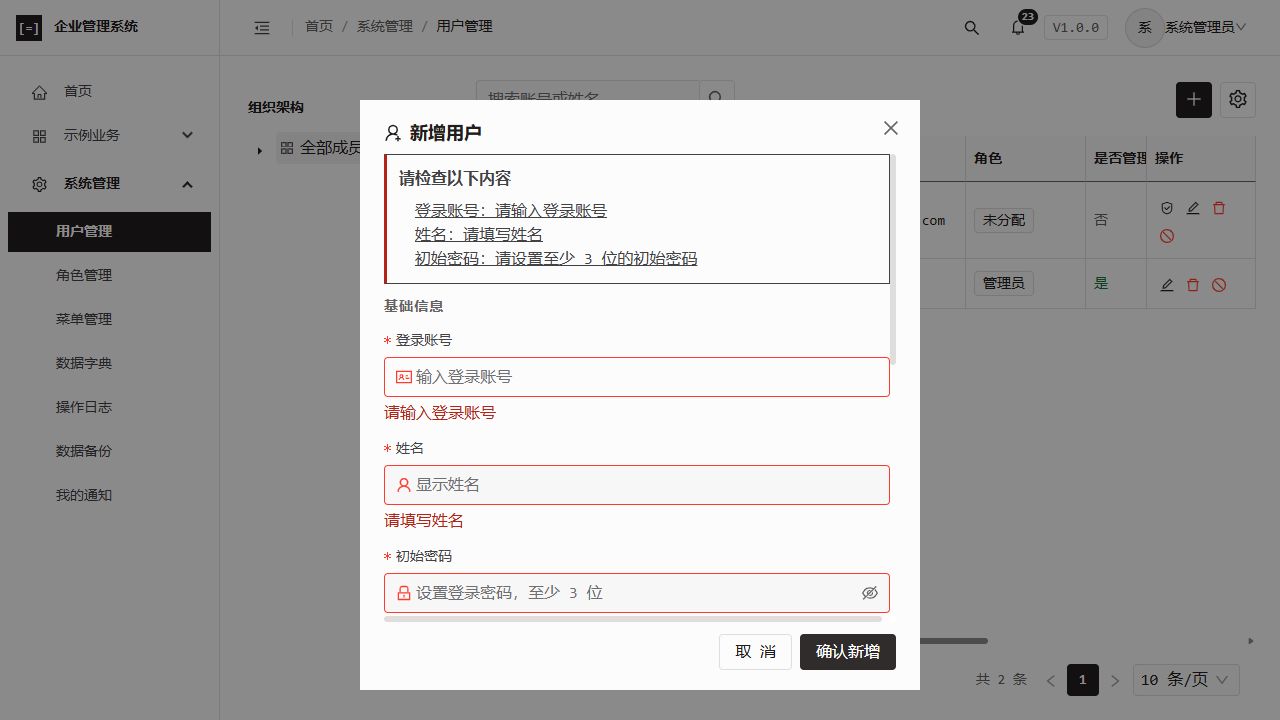 [=] 企业管理系统
首页 / 系统管理 / 用户管理
23
V1.0.0
系 系统管理员
首页
示例业务
系统管理
用户管理
角色管理
菜单管理
数据字典
操作日志
数据备份
我的通知
组织架构
全部成员
搜索账号或姓名
角色 是否管理 操作
com 未分配 否
管理员 是
共 2 条 1 10 条/页
新增用户
请检查以下内容
登录账号：请输入登录账号
姓名：请填写姓名
初始密码：请设置至少 3 位的初始密码
基础信息
* 登录账号
输入登录账号
请输入登录账号
* 姓名
显示姓名
请填写姓名
* 初始密码
设置登录密码，至少 3 位
取 消 确认新增